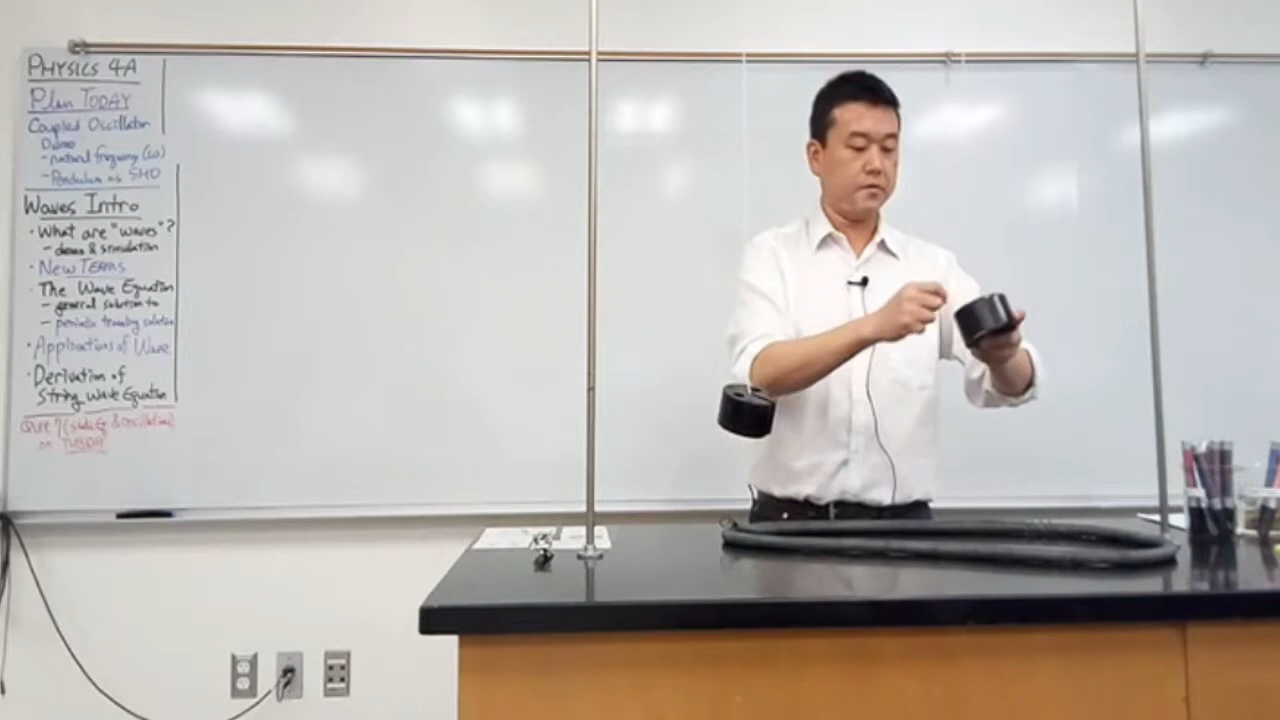 PHYSICS 4A
Plan TODAY
Coupled Oscillator
Demo
- natural frequency (ω)
- Pendulum as SHO
Waves Intro
· What are "waves"?
- demo & simulation
· New TERMS
· The Wave Equation
- general solution to
- periodic traveling solution
· Applications of Wave
· Derivation of
String Wave Equation
on TUESDAY